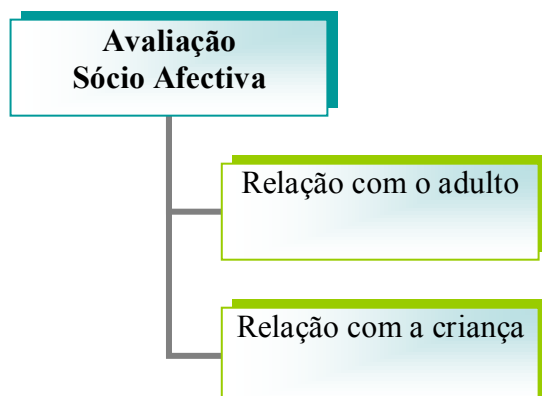 Avaliação
Sócio Afectiva
Relação com o adulto
Relação com a criança